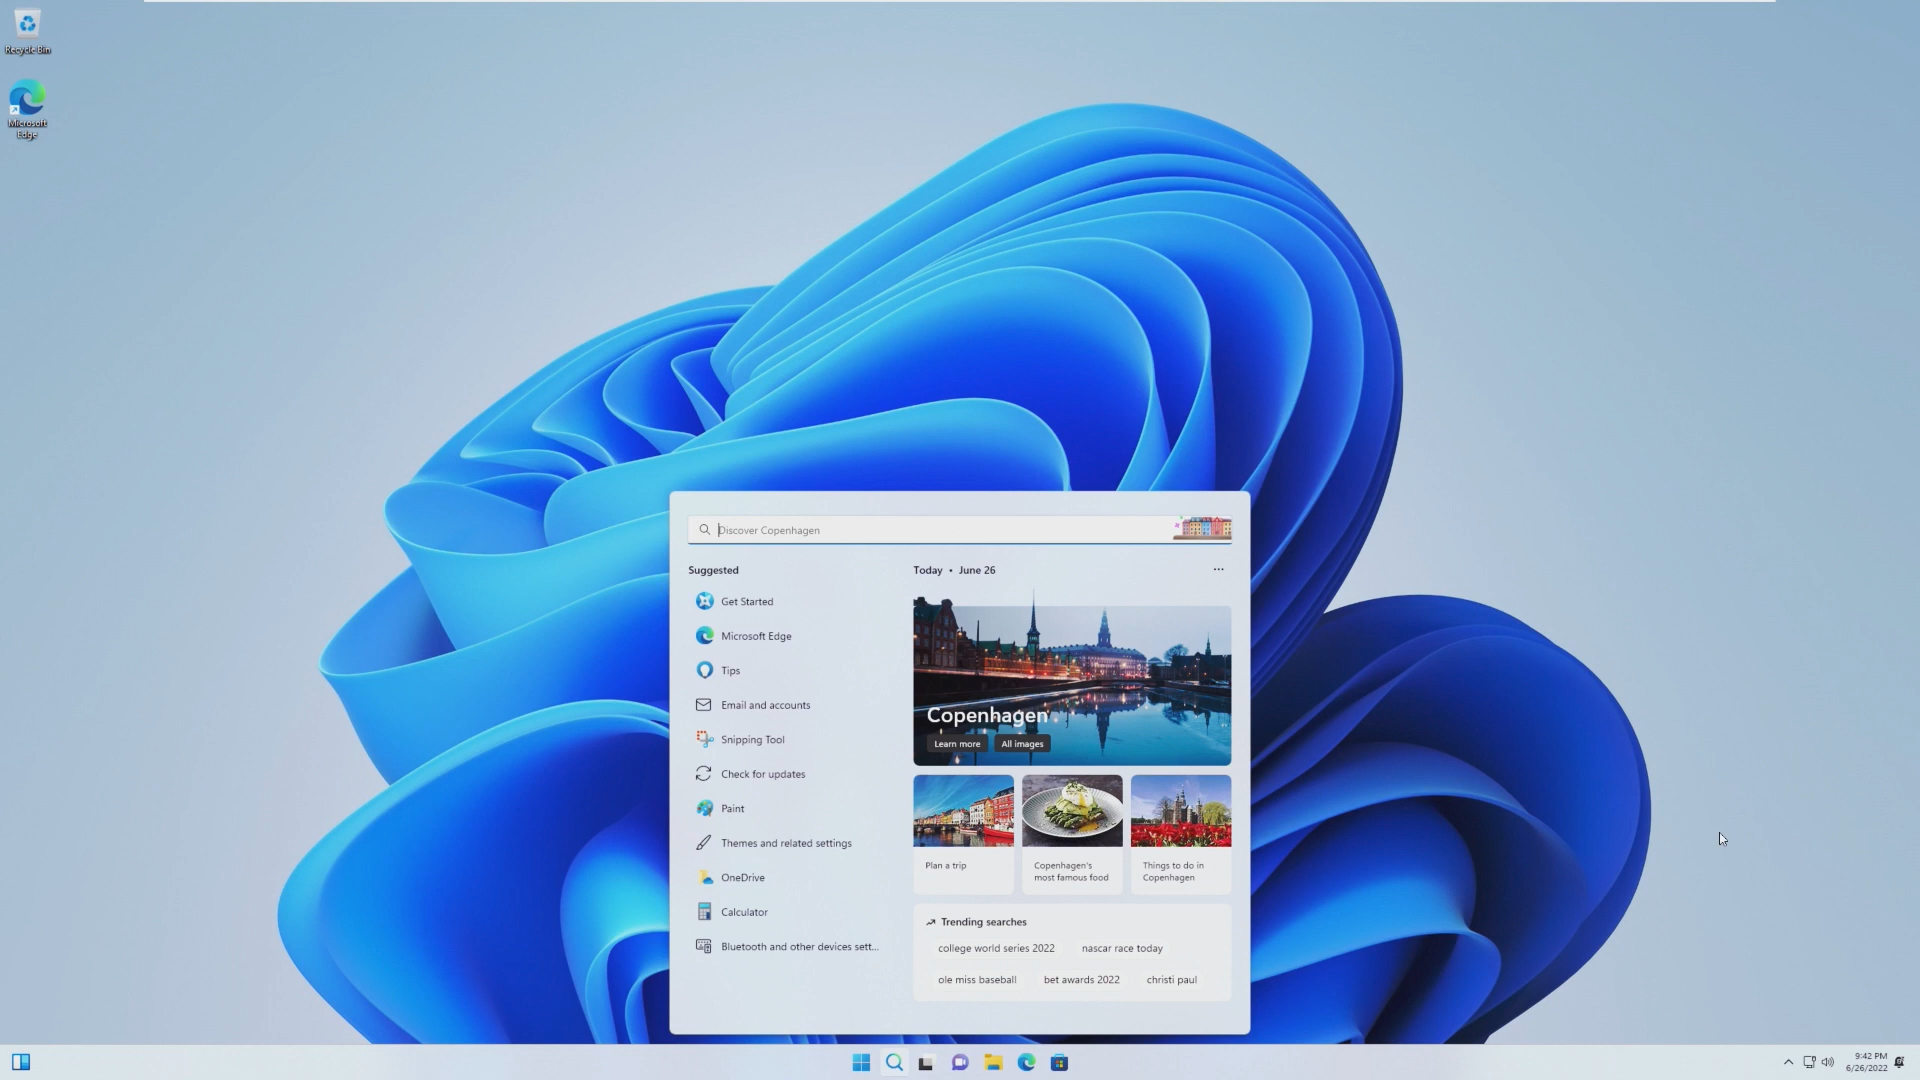 Recycle Bin
Microsoft
Edge
Discover Copenhagen
Suggested
Get Started
Microsoft Edge
Tips
Email and accounts
Snipping Tool
Check for updates
Paint
Themes and related settings
OneDrive
Calculator
Bluetooth and other devices sett...
Today • June 26
Copenhagen
Learn more
All images
Plan a trip
Copenhagen's
most famous food
Things to do in
Copenhagen
Trending searches
college world series 2022
nascar race today
ole miss baseball
bet awards 2022
christi paul
9:42 PM
6/26/2022